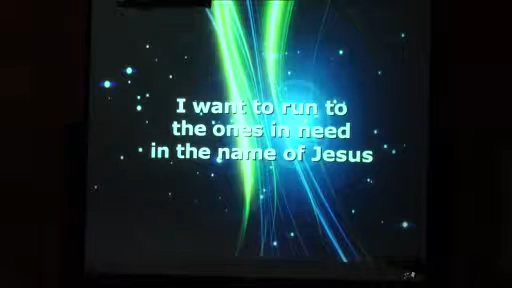 I want to run to
the ones in need
in the name of Jesus